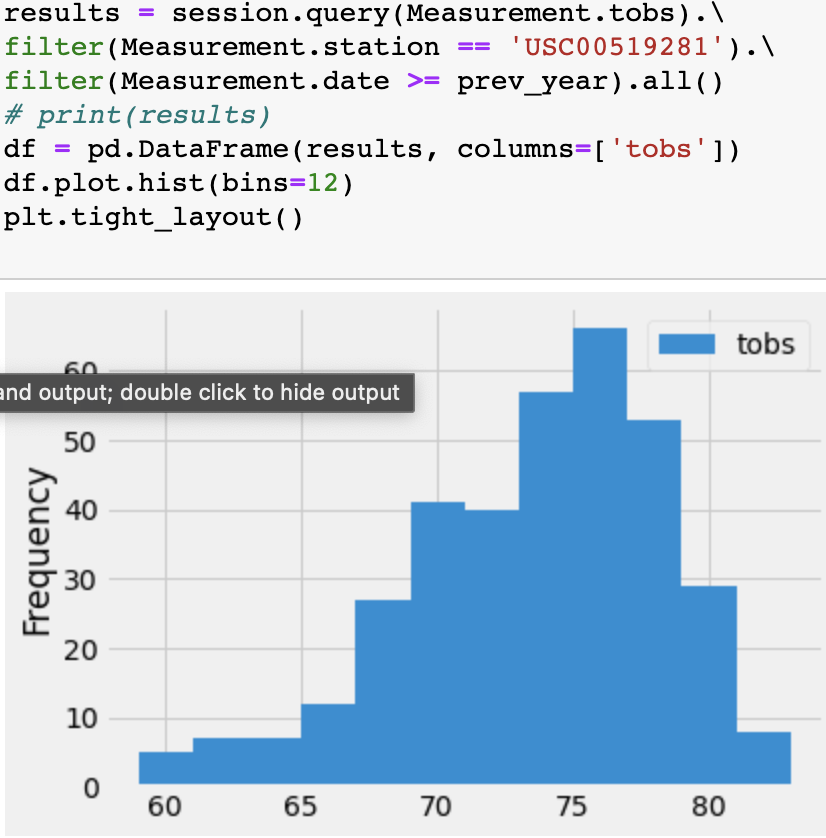 results = session.query(Measurement.tobs).\
filter(Measurement.station == 'USC00519281').\
filter(Measurement.date >= prev_year).all()
# print(results)
df = pd.DataFrame(results, columns=['tobs'])
df.plot.hist(bins=12)
plt.tight_layout()
tobs
60
and output; double click to hide output
50
40
30
20
10
0
Frequency
60 65 70 75 80